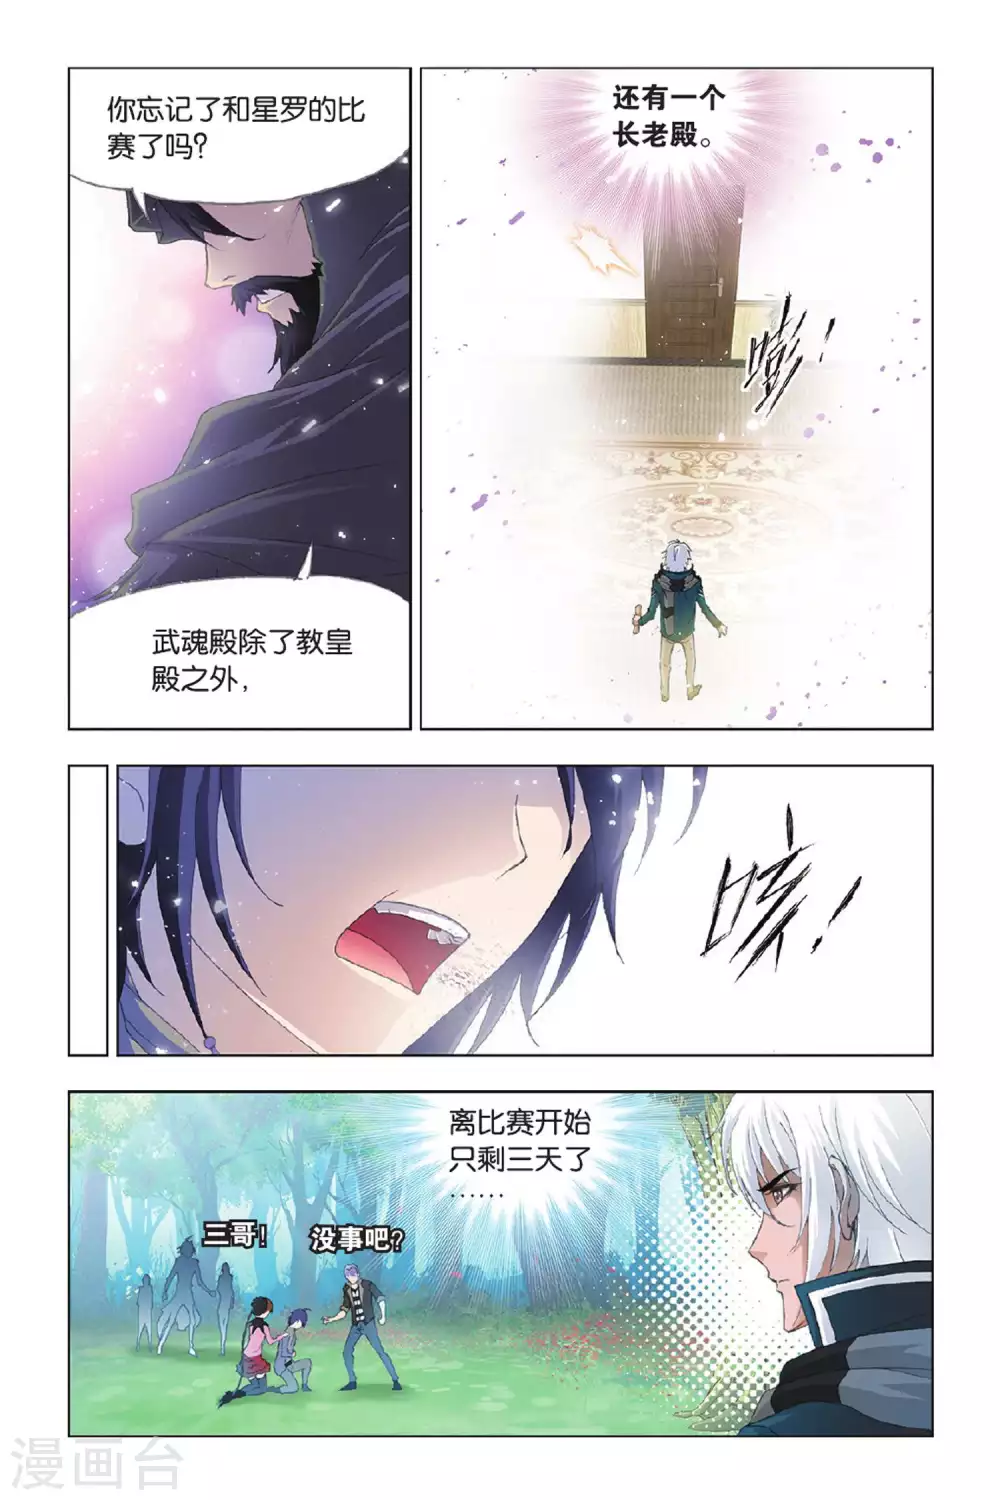 你忘记了和星罗的比
赛了吗?
武魂殿除了教皇
殿之外,
还有一个
长老殿。
嘭!
咳!
离比赛开始
只剩三天了
……
三哥!
没事吧?
漫画台